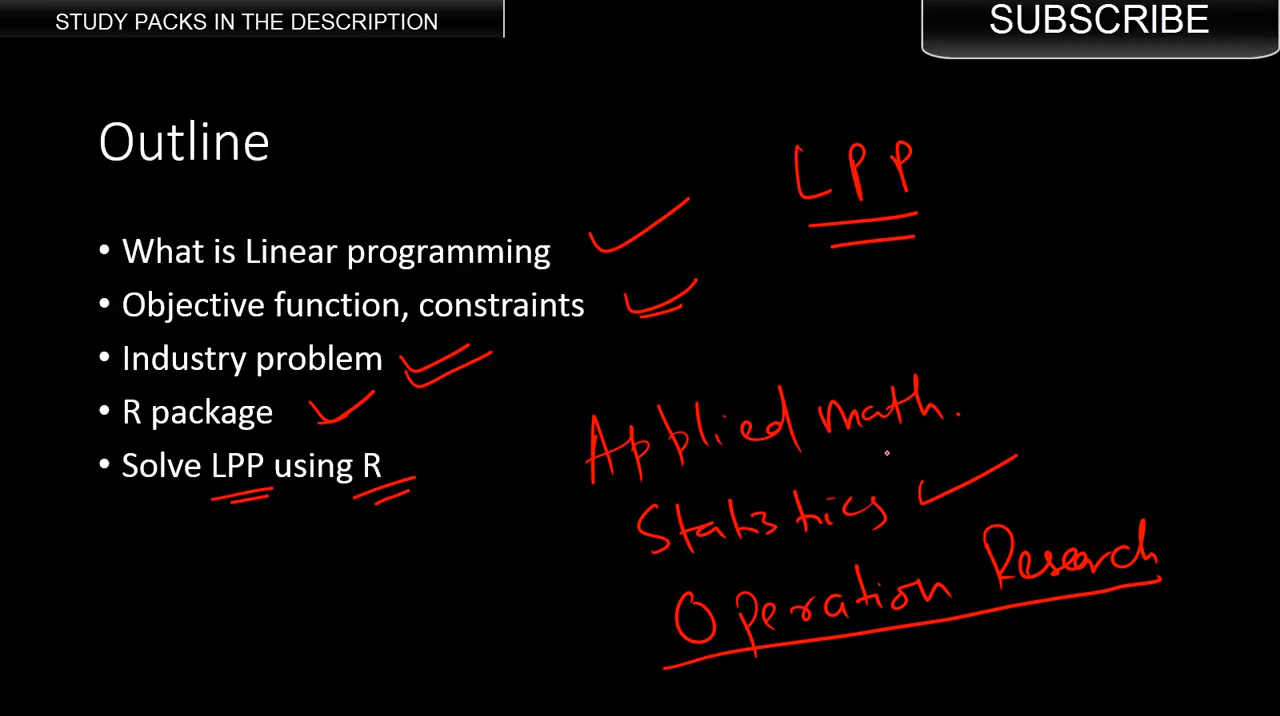 STUDY PACKS IN THE DESCRIPTION
SUBSCRIBE
Outline
LPP
• What is Linear programming
• Objective function, constraints
• Industry problem
• R package
• Solve LPP using R
Applied math.
Statistics
Operation Research